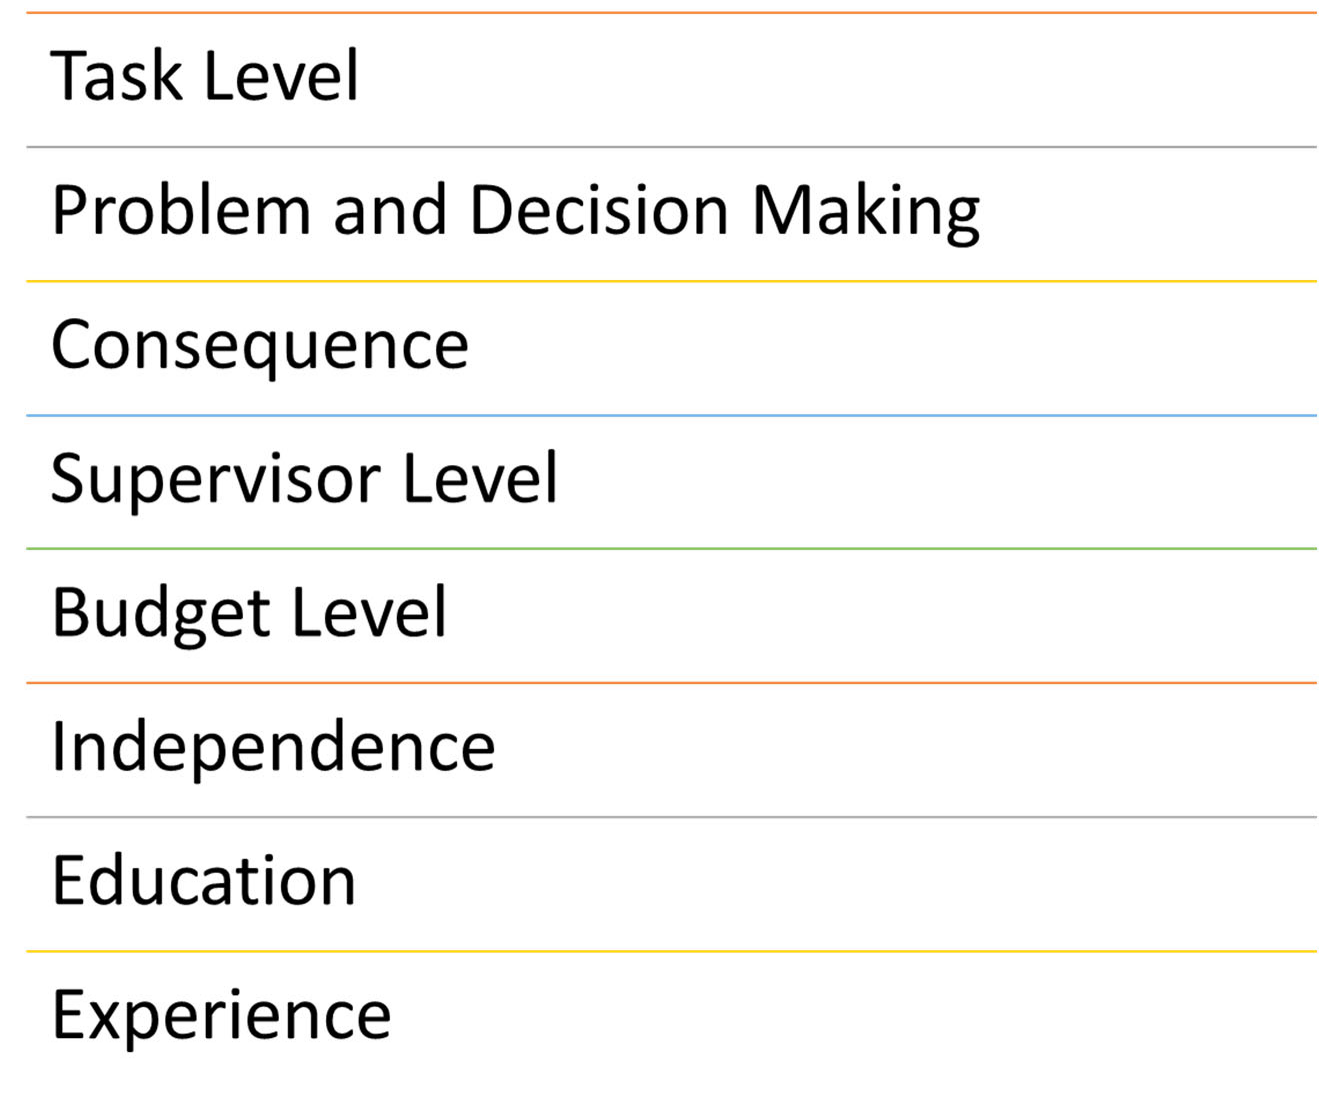 Task Level
Problem and Decision Making
Consequence
Supervisor Level
Budget Level
Independence
Education
Experience